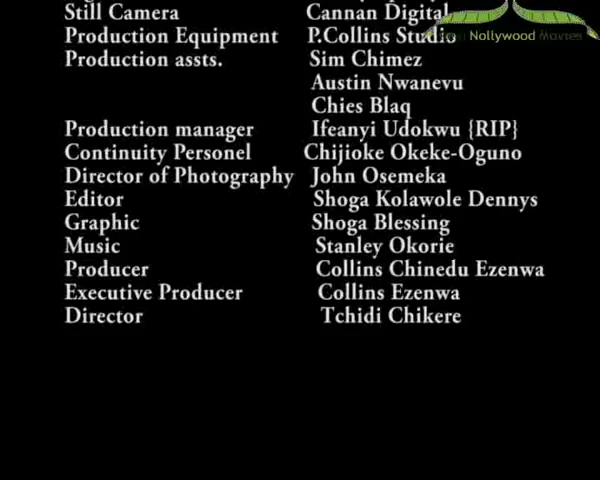 Still Camera Cannan Digital
Production Equipment P.Collins Studio
Nollywood Movies
Production assts. Sim Chimez
Austin Nwanevu
Chies Blaq
Production manager Ifeanyi Udokwu {RIP}
Continuity Personel Chijioke Okeke-Oguno
Director of Photography John Osemeka
Editor Shoga Kolawole Dennys
Graphic Shoga Blessing
Music Stanley Okorie
Producer Collins Chinedu Ezenwa
Executive Producer Collins Ezenwa
Director Tchidi Chikere